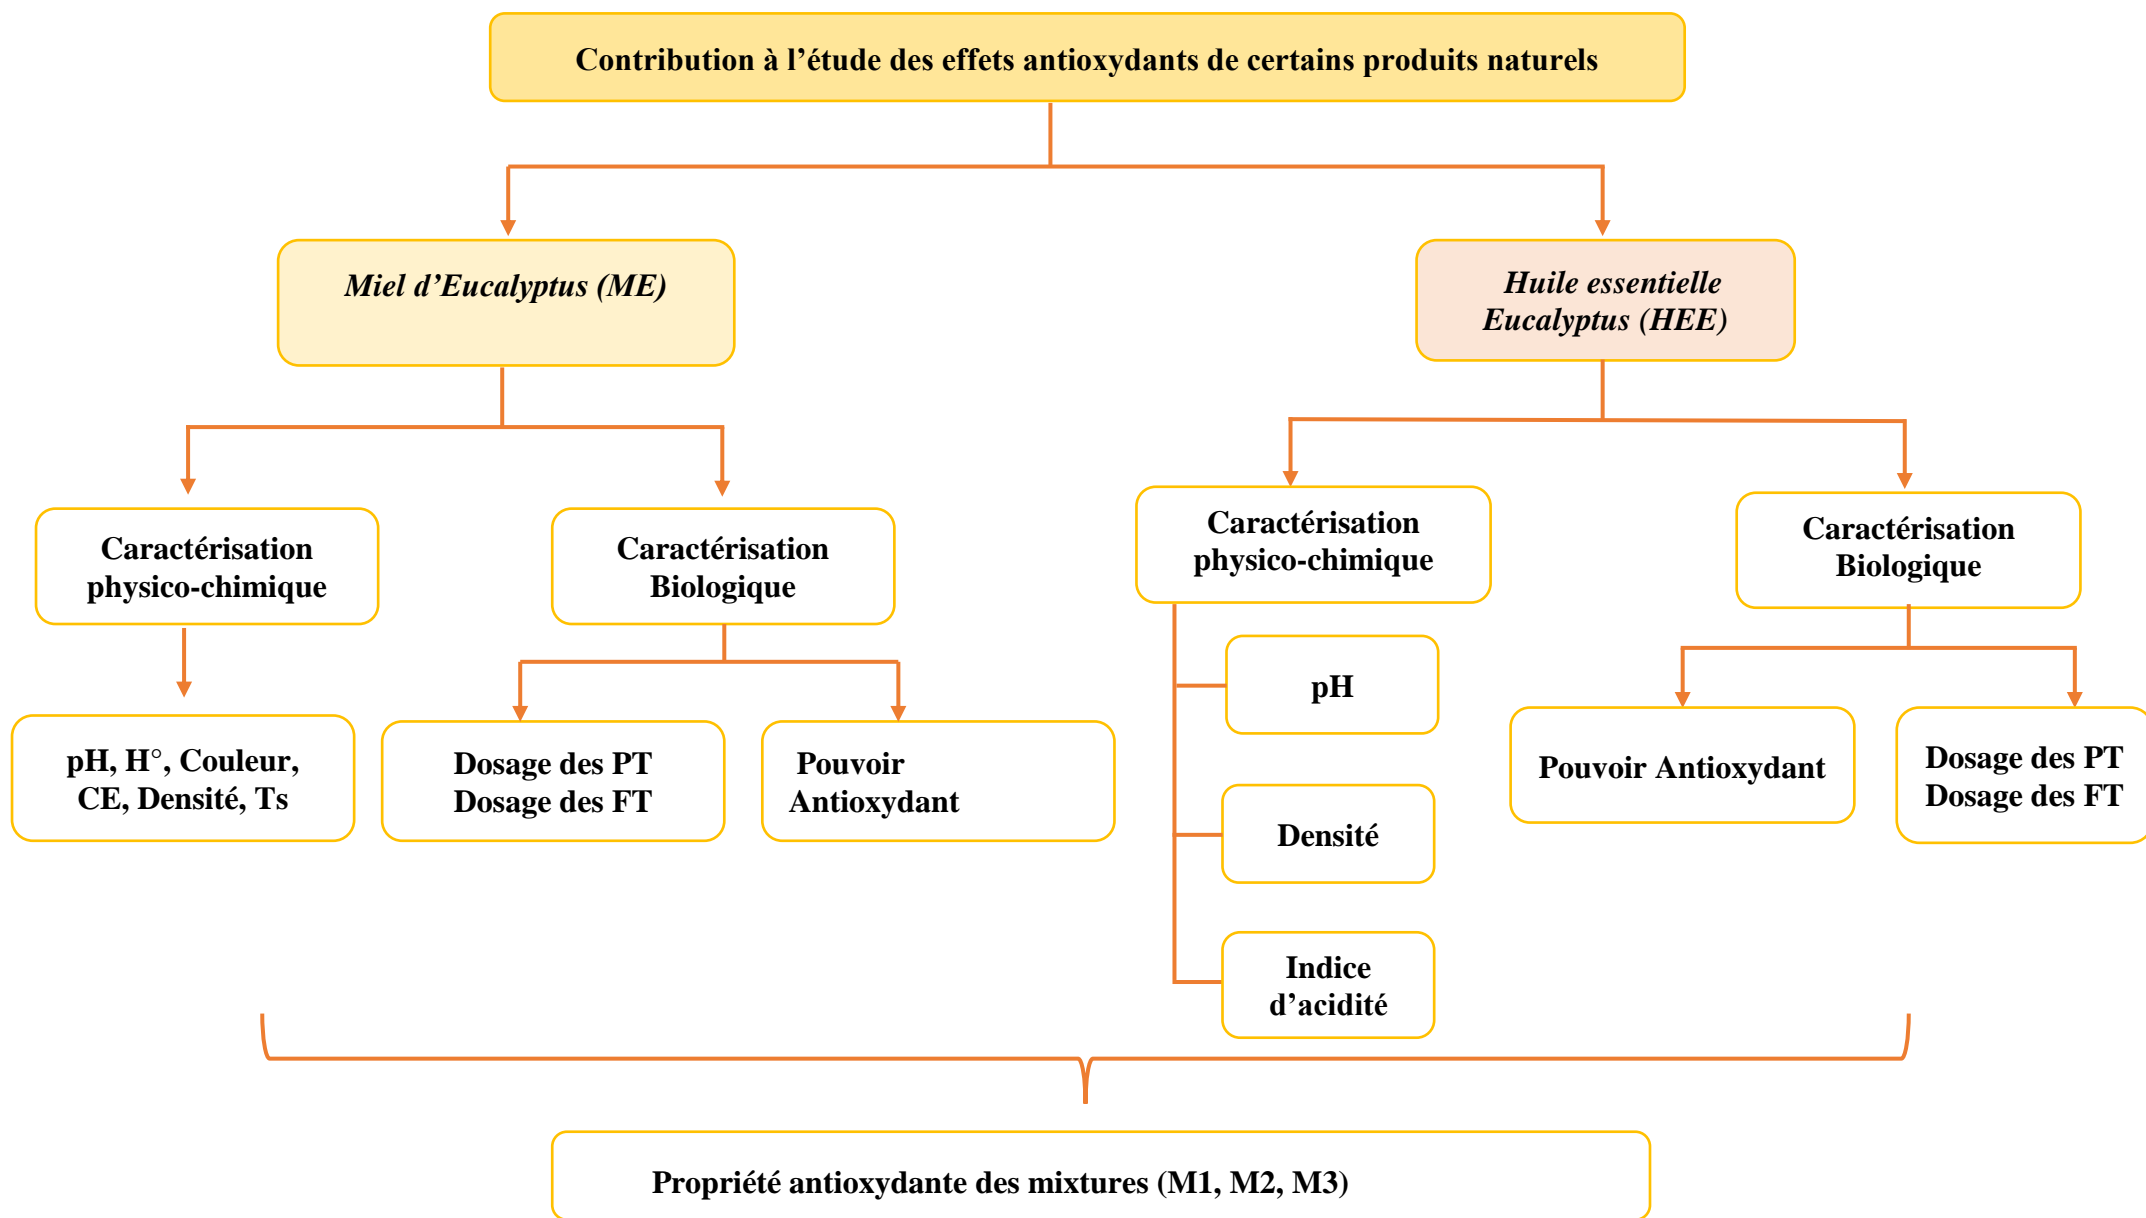 Contribution à l’étude des effets antioxydants de certains produits naturels
Miel d’Eucalyptus (ME)
Huile essentielle
Eucalyptus (HEE)
Caractérisation
physico-chimique
Caractérisation
Biologique
Caractérisation
physico-chimique
Caractérisation
Biologique
pH, H°, Couleur,
CE, Densité, Ts
Dosage des PT
Dosage des FT
Pouvoir
Antioxydant
pH
Densité
Indice
d’acidité
Pouvoir Antioxydant
Dosage des PT
Dosage des FT
Propriété antioxydante des mixtures (M1, M2, M3)